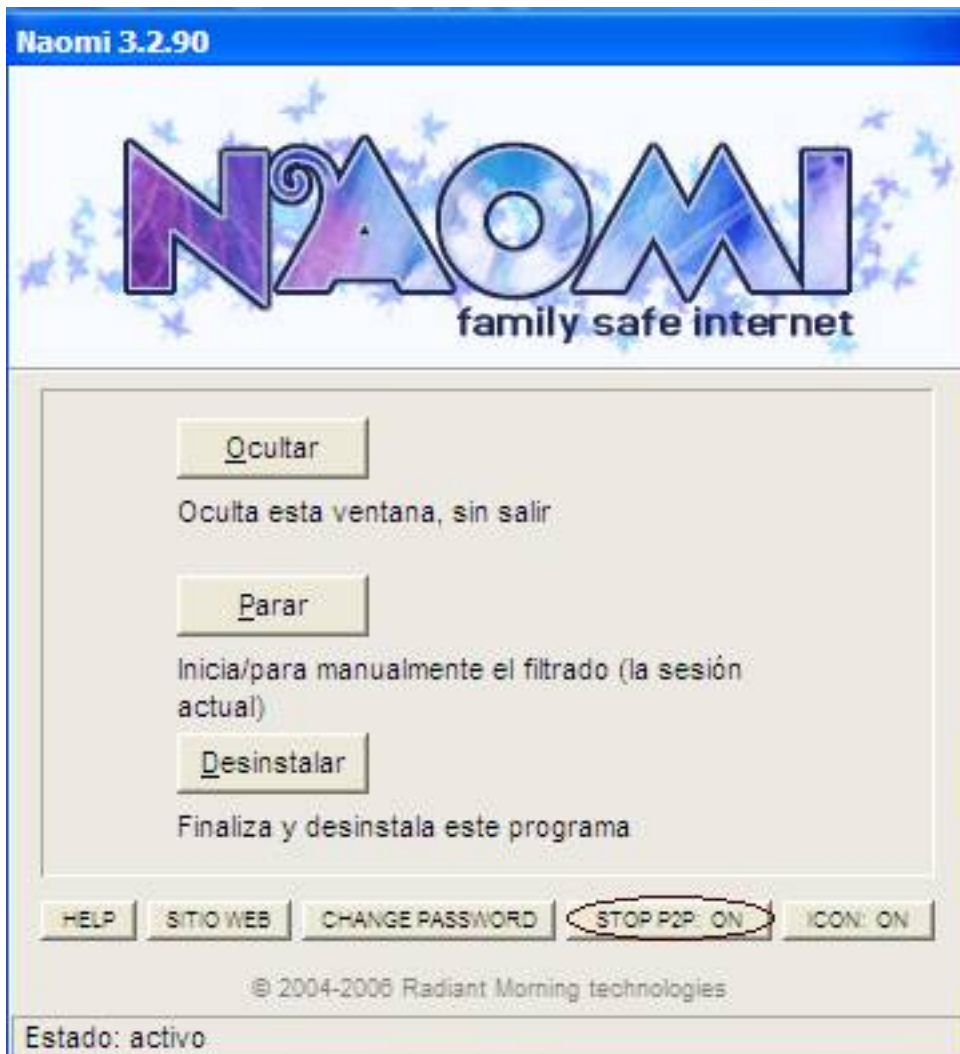 Naomi 3.2.90
NAOMI
family safe internet
Ocultar
Oculta esta ventana, sin salir
Parar
Inicia/para manualmente el filtrado (la sesión
actual)
Desinstalar
Finaliza y desinstala este programa
HELP SITIO WEB CHANGE PASSWORD STOP P2P: ON ICON: ON
© 2004-2006 Radiant Morning technologies
Estado: activo